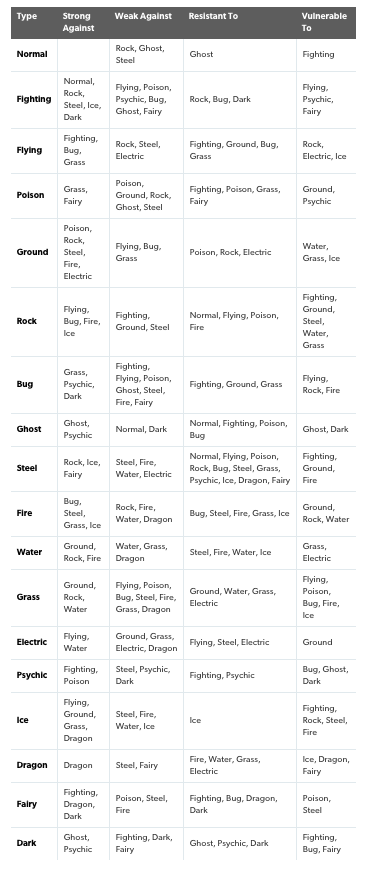 Type Strong Against Weak Against Resistant To Vulnerable To
Normal Rock, Ghost, Steel Ghost Fighting
Fighting Normal, Rock, Steel, Ice, Dark Flying, Poison, Psychic, Bug, Ghost, Fairy Rock, Bug, Dark Flying, Psychic, Fairy
Flying Fighting, Bug, Grass Rock, Steel, Electric Fighting, Ground, Bug, Grass Rock, Electric, Ice
Poison Grass, Fairy Poison, Ground, Rock, Ghost, Steel Fighting, Poison, Grass, Fairy Ground, Psychic
Ground Poison, Rock, Steel, Fire, Electric Flying, Bug, Grass Poison, Rock, Electric Water, Grass, Ice
Rock Flying, Bug, Fire, Ice Fighting, Ground, Steel Normal, Flying, Poison, Fire Fighting, Ground, Steel, Water, Grass
Bug Grass, Psychic, Dark Fighting, Flying, Poison, Ghost, Steel, Fire, Fairy Fighting, Ground, Grass Flying, Rock, Fire
Ghost Ghost, Psychic Normal, Dark Normal, Fighting, Poison, Bug Ghost, Dark
Steel Rock, Ice, Fairy Steel, Fire, Water, Electric Normal, Flying, Poison, Rock, Bug, Steel, Grass, Psychic, Ice, Dragon, Fairy Fighting, Ground, Fire
Fire Bug, Steel, Grass, Ice Rock, Fire, Water, Dragon Bug, Steel, Fire, Grass, Ice Ground, Rock, Water
Water Ground, Rock, Fire Water, Grass, Dragon Steel, Fire, Water, Ice Grass, Electric
Grass Ground, Rock, Water Flying, Poison, Bug, Steel, Fire, Grass, Dragon Ground, Water, Grass, Electric Flying, Poison, Bug, Fire, Ice
Electric Flying, Water Ground, Grass, Electric, Dragon Flying, Steel, Electric Ground
Psychic Fighting, Poison Steel, Psychic, Dark Fighting, Psychic Bug, Ghost, Dark
Ice Flying, Ground, Grass, Dragon Steel, Fire, Water, Ice Ice Fighting, Rock, Steel, Fire
Dragon Dragon Steel, Fairy Fire, Water, Grass, Electric Ice, Dragon, Fairy
Fairy Fighting, Dragon, Dark Poison, Steel, Fire Fighting, Bug, Dragon, Dark Poison, Steel
Dark Ghost, Psychic Fighting, Dark, Fairy Ghost, Psychic, Dark Fighting, Bug, Fairy